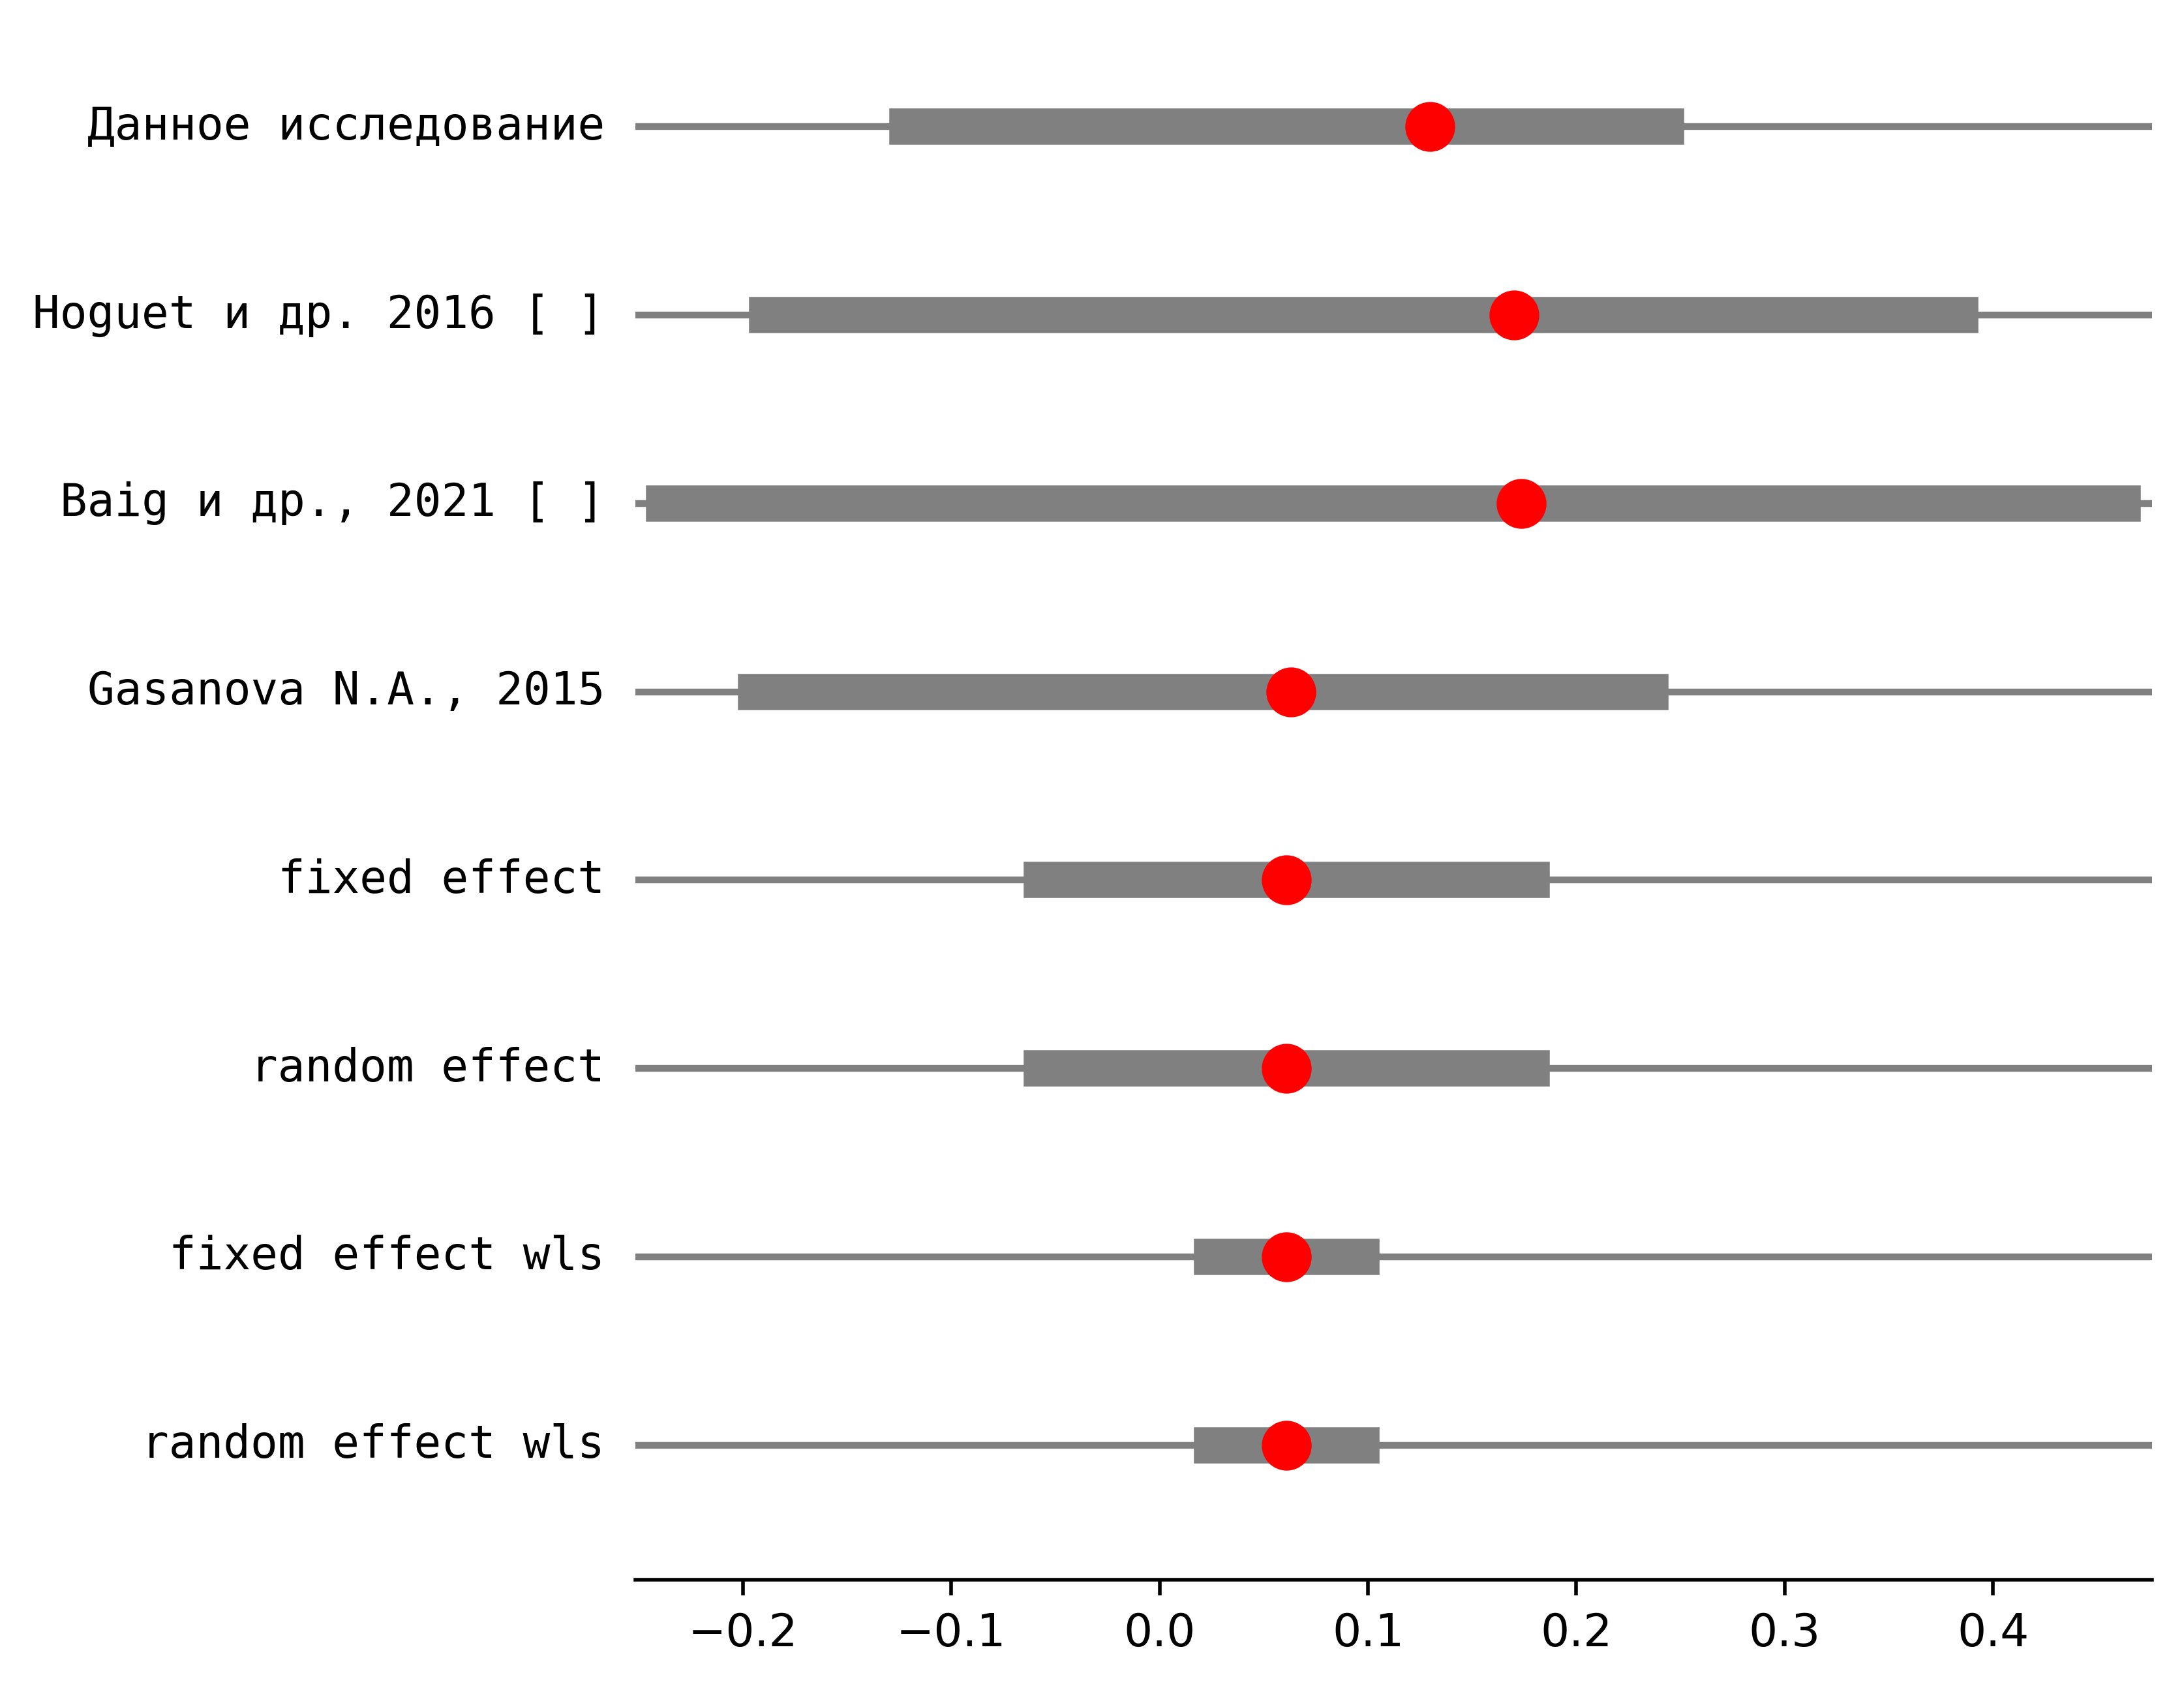 Данное исследование
Hoguet и др. 2016 [ ]
Baig и др., 2021 [ ]
Gasanova N.A., 2015
fixed effect
random effect
fixed effect wls
random effect wls
−0.2 −0.1 0.0 0.1 0.2 0.3 0.4